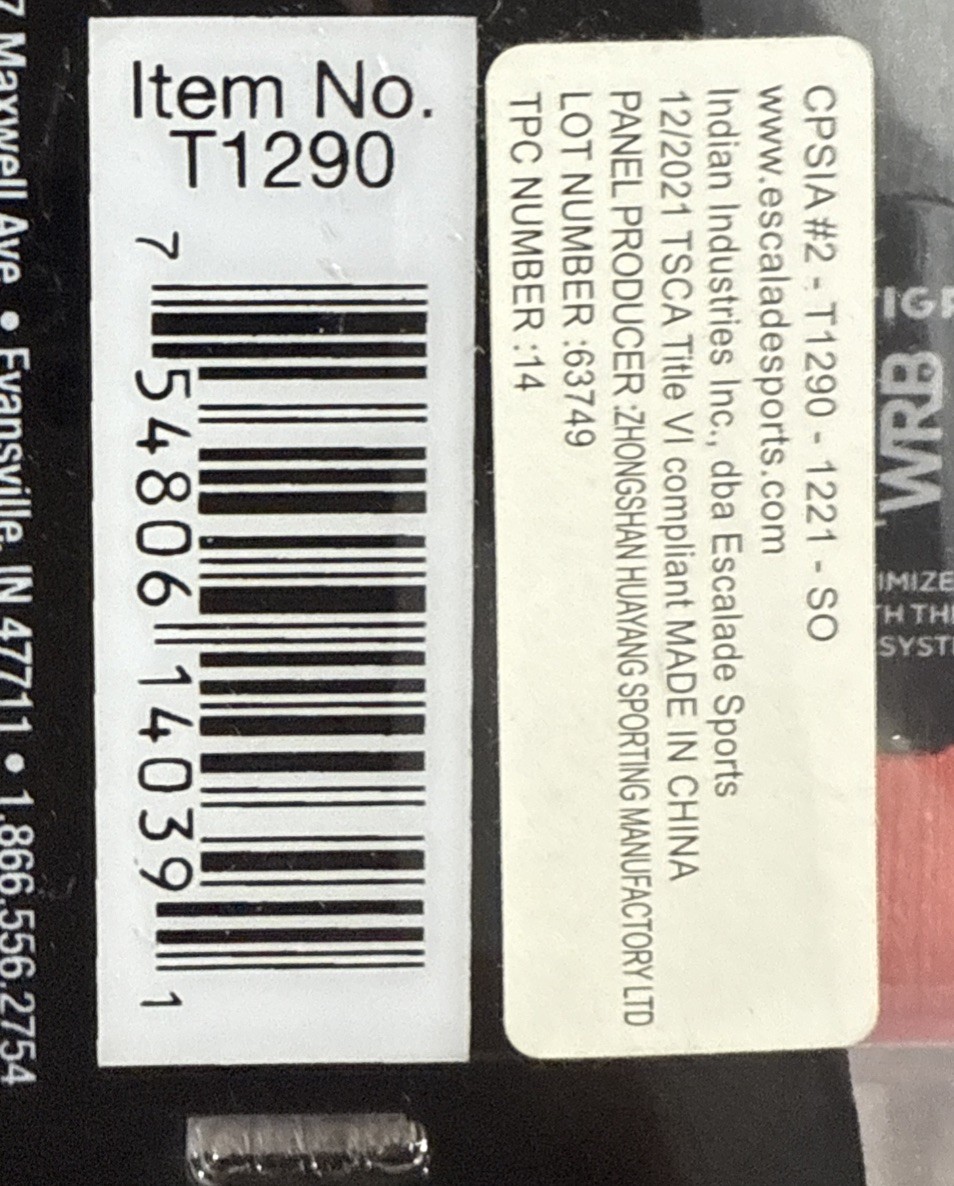 Item No.
T1290
7 54806 14039 1
CPSIA #2 - T1290 - 1221 - SO
www.escaladesports.com
Indian Industries Inc., dba Escalade Sports
12/2021 TSCA Title VI compliant MADE IN CHINA
PANEL PRODUCER :ZHONGSHAN HUAYANG SPORTING MANUFACTORY LTD
LOT NUMBER :63749
TPC NUMBER :14
7 Maxwell Ave • Evansville, IN 47711 • 1.866.556.2754
WRB